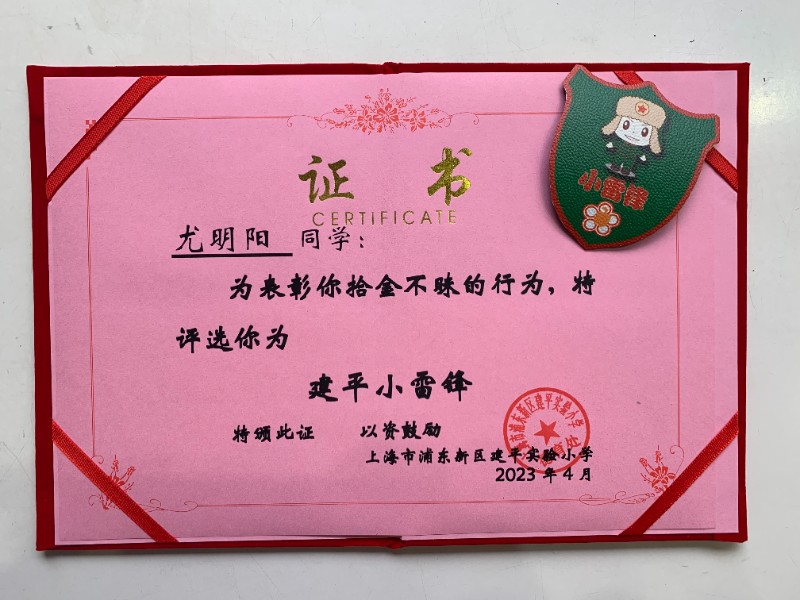 证 书
CERTIFICATE
小雷锋
尤明阳 同学：
为表彰你拾金不昧的行为，特
评选你为
建平小雷锋
特颁此证 以资鼓励
上海市浦东新区建平实验小学
2023 年 4 月